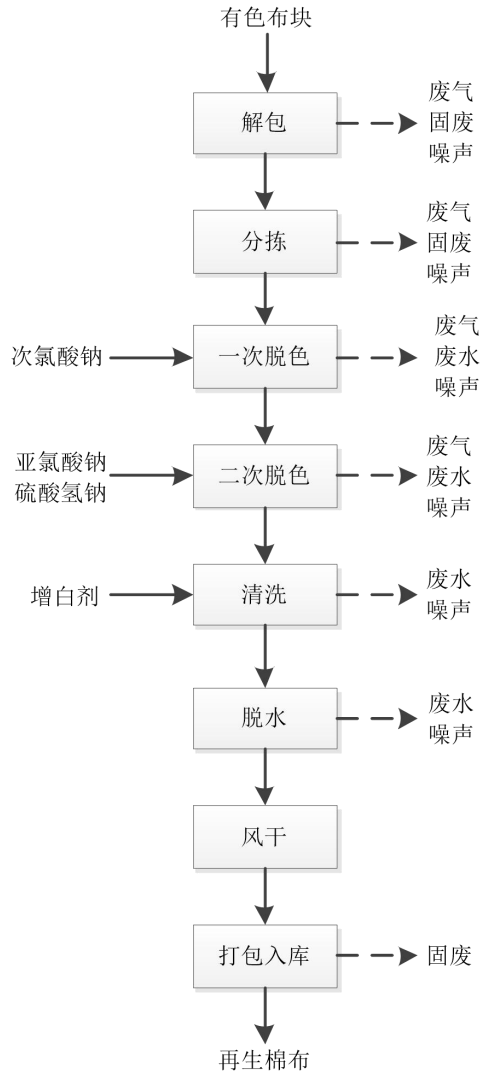 有色布块
解包
废气
固废
噪声
分拣
废气
固废
噪声
次氯酸钠
一次脱色
废气
废水
噪声
亚氯酸钠
硫酸氢钠
二次脱色
废气
废水
噪声
增白剂
清洗
废水
噪声
脱水
废水
噪声
风干
打包入库
固废
再生棉布